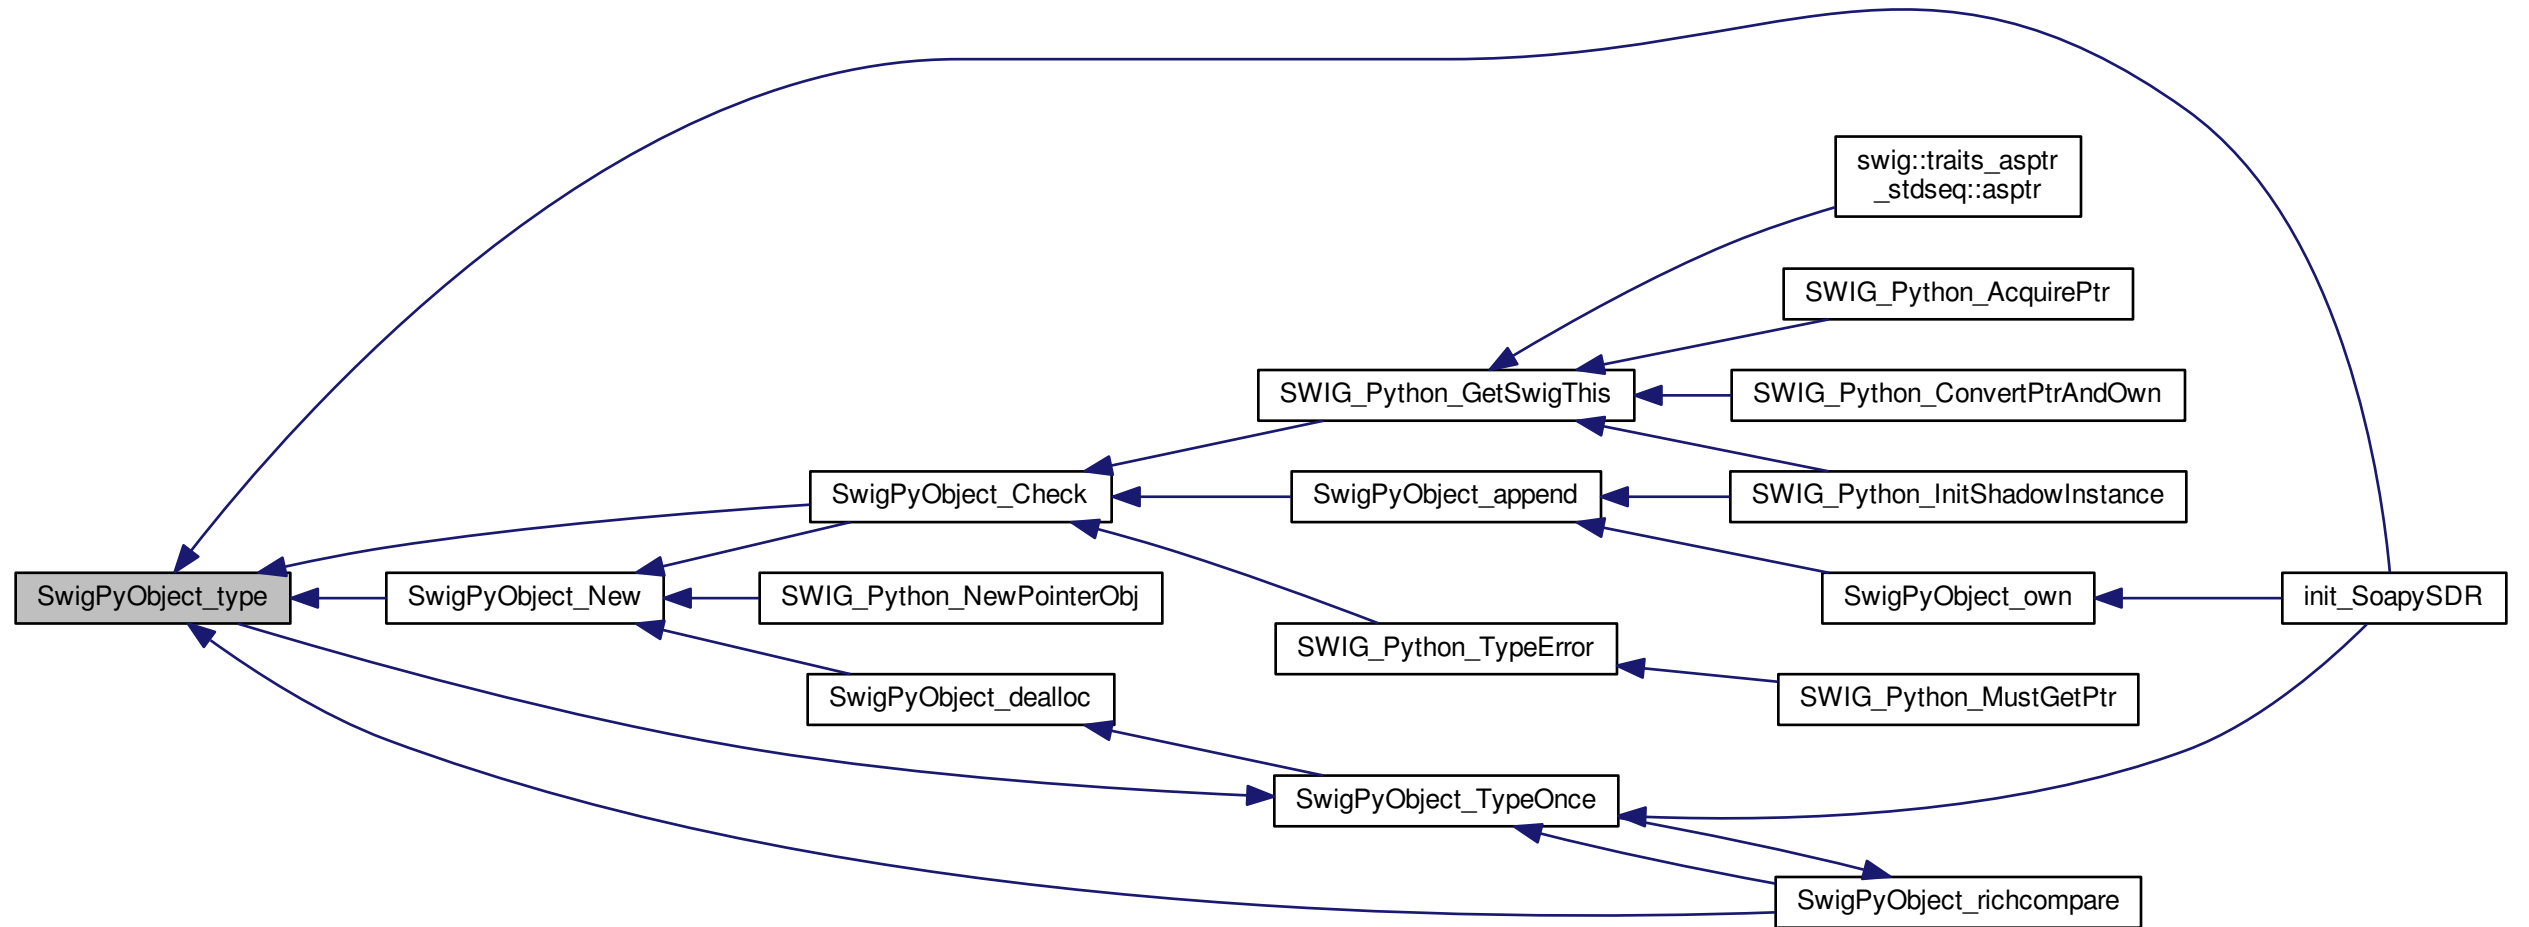 swig::traits_asptr
_stdseq::asptr
SWIG_Python_AcquirePtr
SWIG_Python_GetSwigThis
SWIG_Python_ConvertPtrAndOwn
SwigPyObject_Check
SwigPyObject_append
SWIG_Python_InitShadowInstance
SwigPyObject_type
SwigPyObject_New
SWIG_Python_NewPointerObj
SwigPyObject_own
init_SoapySDR
SWIG_Python_TypeError
SwigPyObject_dealloc
SWIG_Python_MustGetPtr
SwigPyObject_TypeOnce
SwigPyObject_richcompare